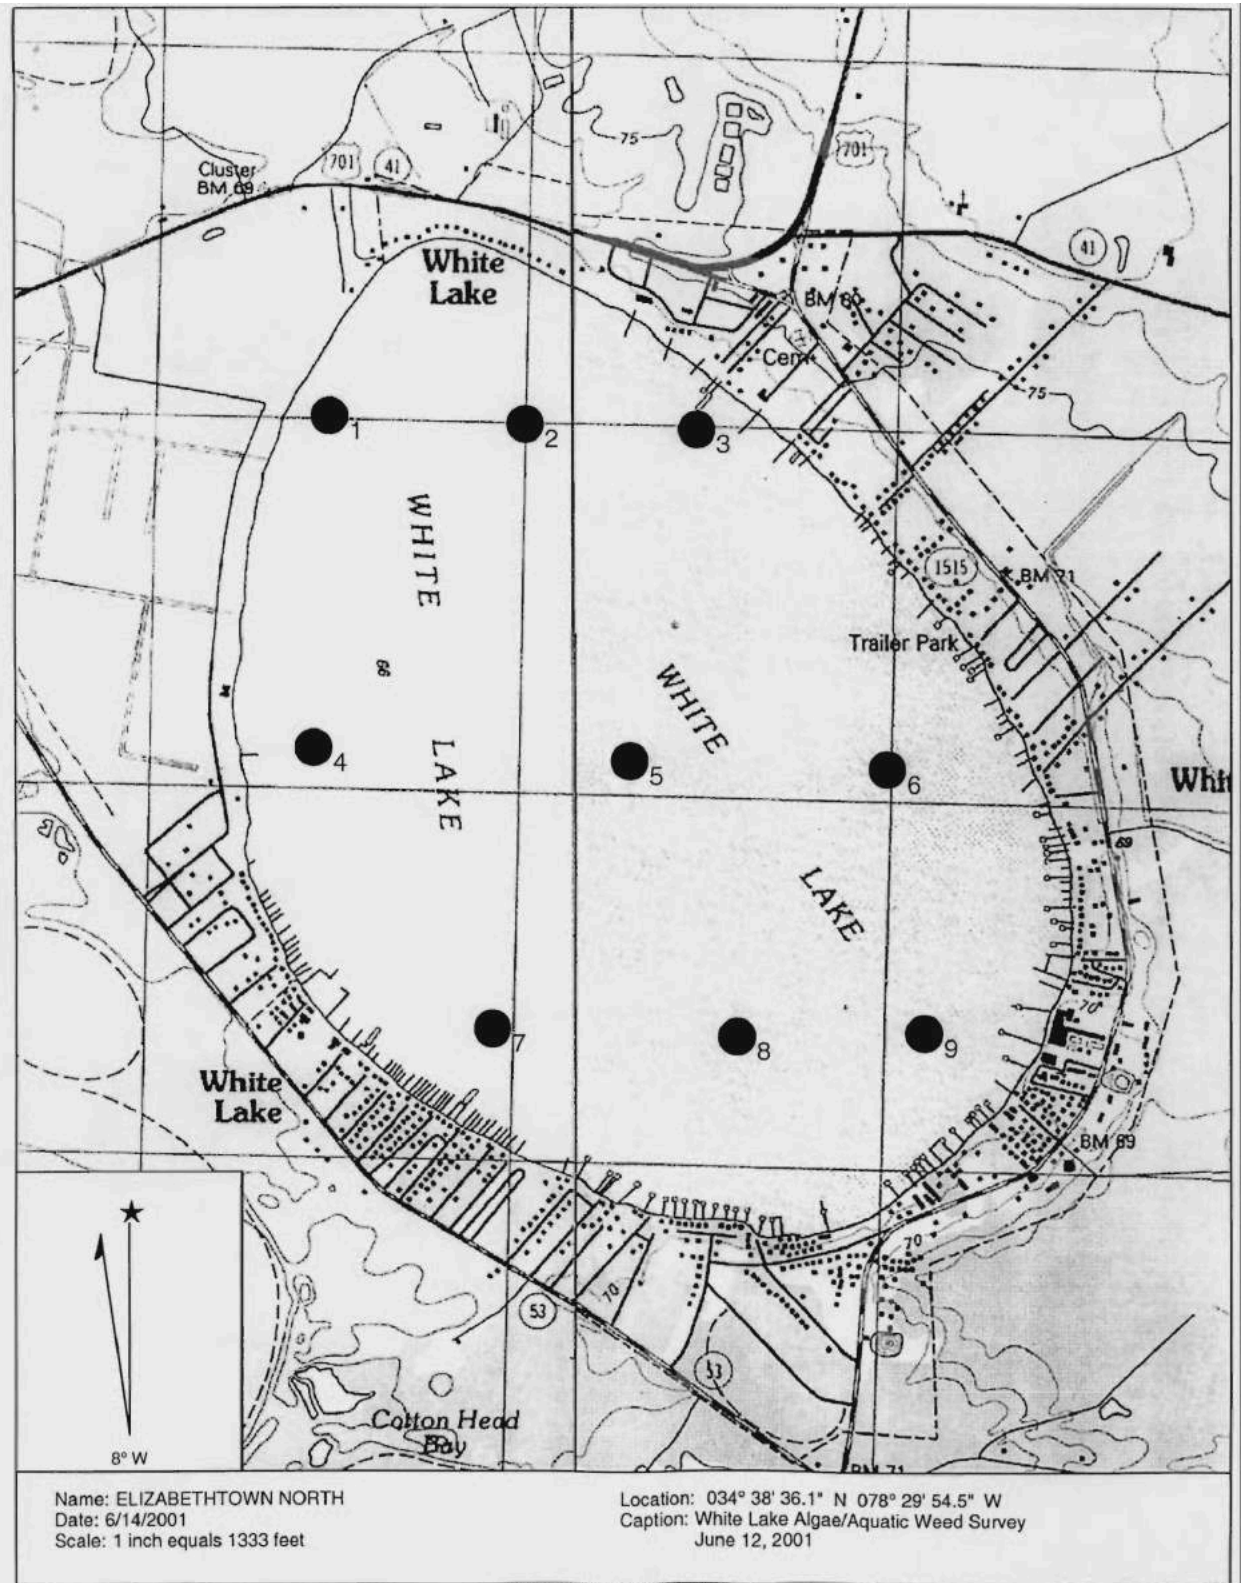 75
701
41
701
Cluster
BM 69
41
White
Lake
Cem
75
1
2
3
WHITE
1515
BM 71
Trailer Park
66
WHITE
4
5
6
LAKE
Whit
69
LAKE
7
8
9
70
White
Lake
BM 69
70
53
70
53
Cotton Head
Bay
8° W
BM 71
Name: ELIZABETHTOWN NORTH
Date: 6/14/2001
Scale: 1 inch equals 1333 feet
Location: 034° 38' 36.1" N 078° 29' 54.5" W
Caption: White Lake Algae/Aquatic Weed Survey
June 12, 2001